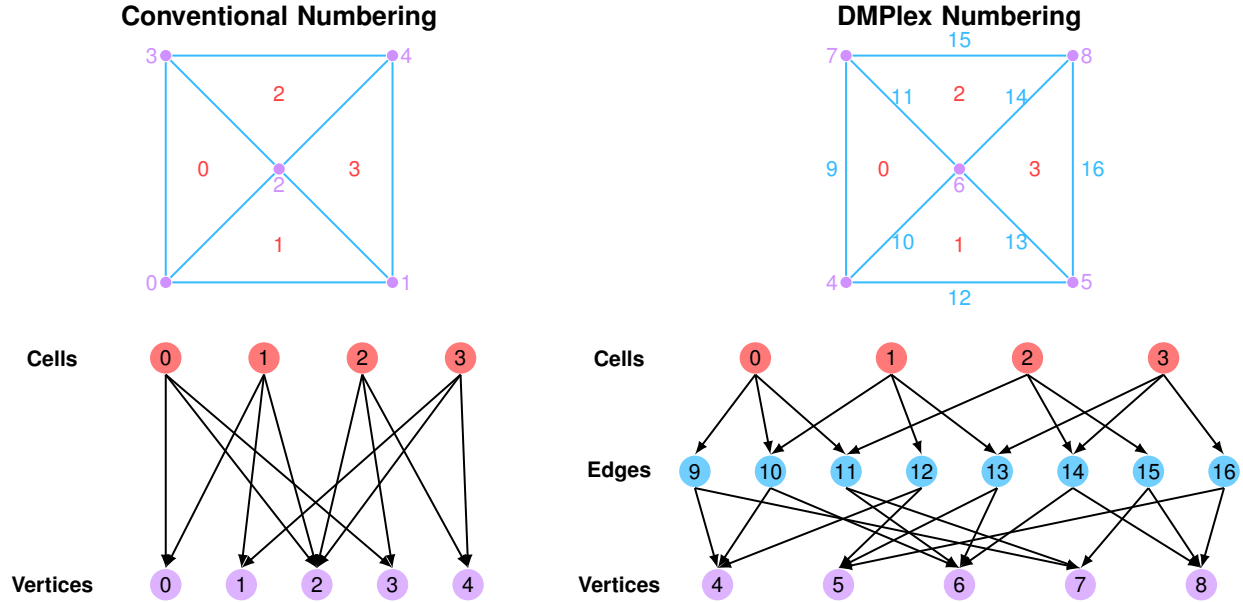 Conventional Numbering
3 4
2
0 3
2
1
0 1
Cells 0 1 2 3
Vertices 0 1 2 3 4
DMPlex Numbering
15
7 8
11 2 14
9 0 3 16
6
10 1 13
4 5
12
Cells 0 1 2 3
Edges 9 10 11 12 13 14 15 16
Vertices 4 5 6 7 8